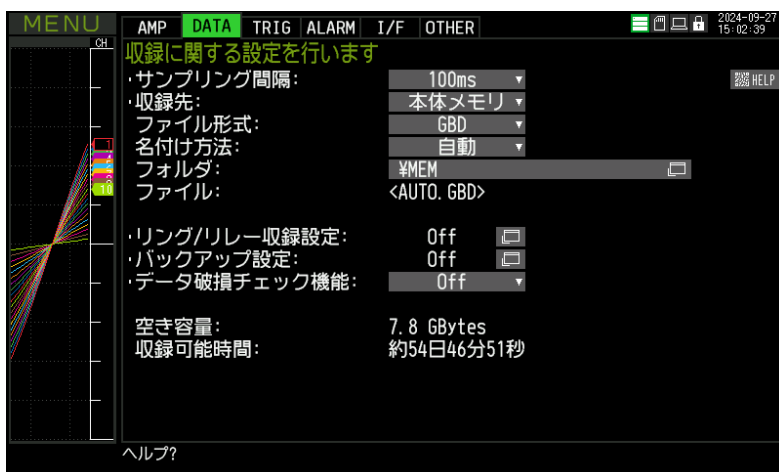 MENU AMP DATA TRIG ALARM I/F OTHER 2024-09-27
15:02:39
CH
収録に関する設定を行います
・サンプリング間隔: 100ms
HELP
・収録先: 本体メモリ
ファイル形式: GBD
名付け方法: 自動
フォルダ: ¥MEM
ファイル: <AUTO.GBD>
1
10
・リング/リレー収録設定: Off
・バックアップ設定: Off
・データ破損チェック機能: Off
空き容量: 7.8 GBytes
収録可能時間: 約54日46分51秒
ヘルプ?